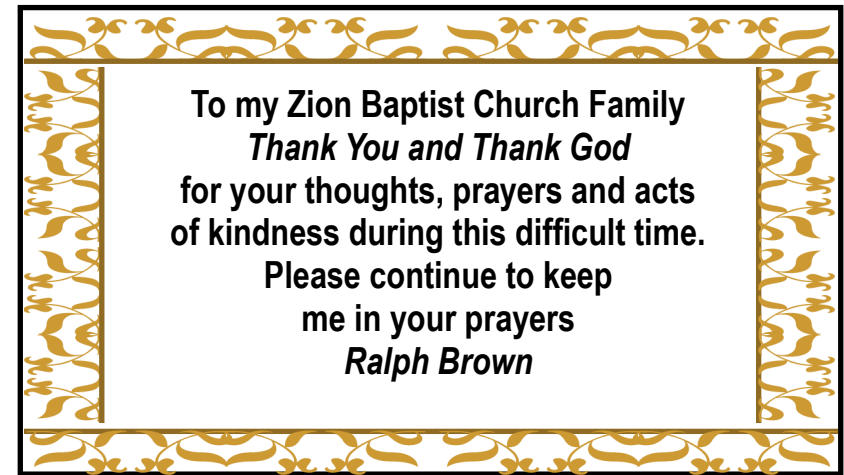 To my Zion Baptist Church Family
Thank You and Thank God
for your thoughts, prayers and acts
of kindness during this difficult time.
Please continue to keep
me in your prayers
Ralph Brown